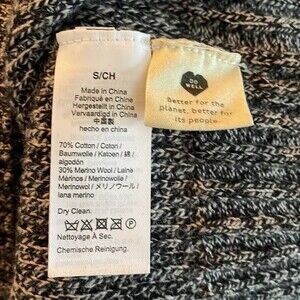 S/CH
Made in China
Fabriqué en China
Hergestellt in China
Vervaardigd in China
中国製
hecho en china
70% Cotton / Coton /
Baumwolle / Katoen / 綿 /
algodón
30% Merino Wool / Laine
Mérinos / Merinowolle /
Merinowol / メリノウール /
lana merino
Dry Clean.
Nettoyage À Sec.
Chemische Reinigung.
DO
WELL
Better for the
planet, better for
its people.